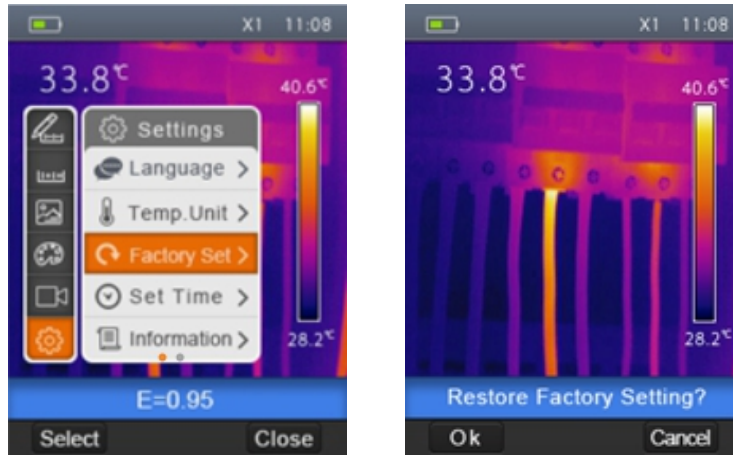 X1 11:08
33.8℃
40.6℃
Settings
Language >
Temp.Unit >
Factory Set >
Set Time >
Information >
28.2℃
E=0.95
Select Close
X1 11:08
33.8℃
40.6℃
28.2℃
Restore Factory Setting?
Ok Cancel